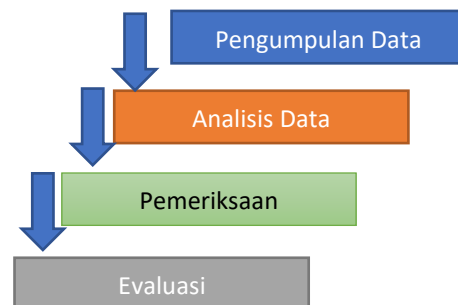 Pengumpulan Data
Analisis Data
Pemeriksaan
Evaluasi